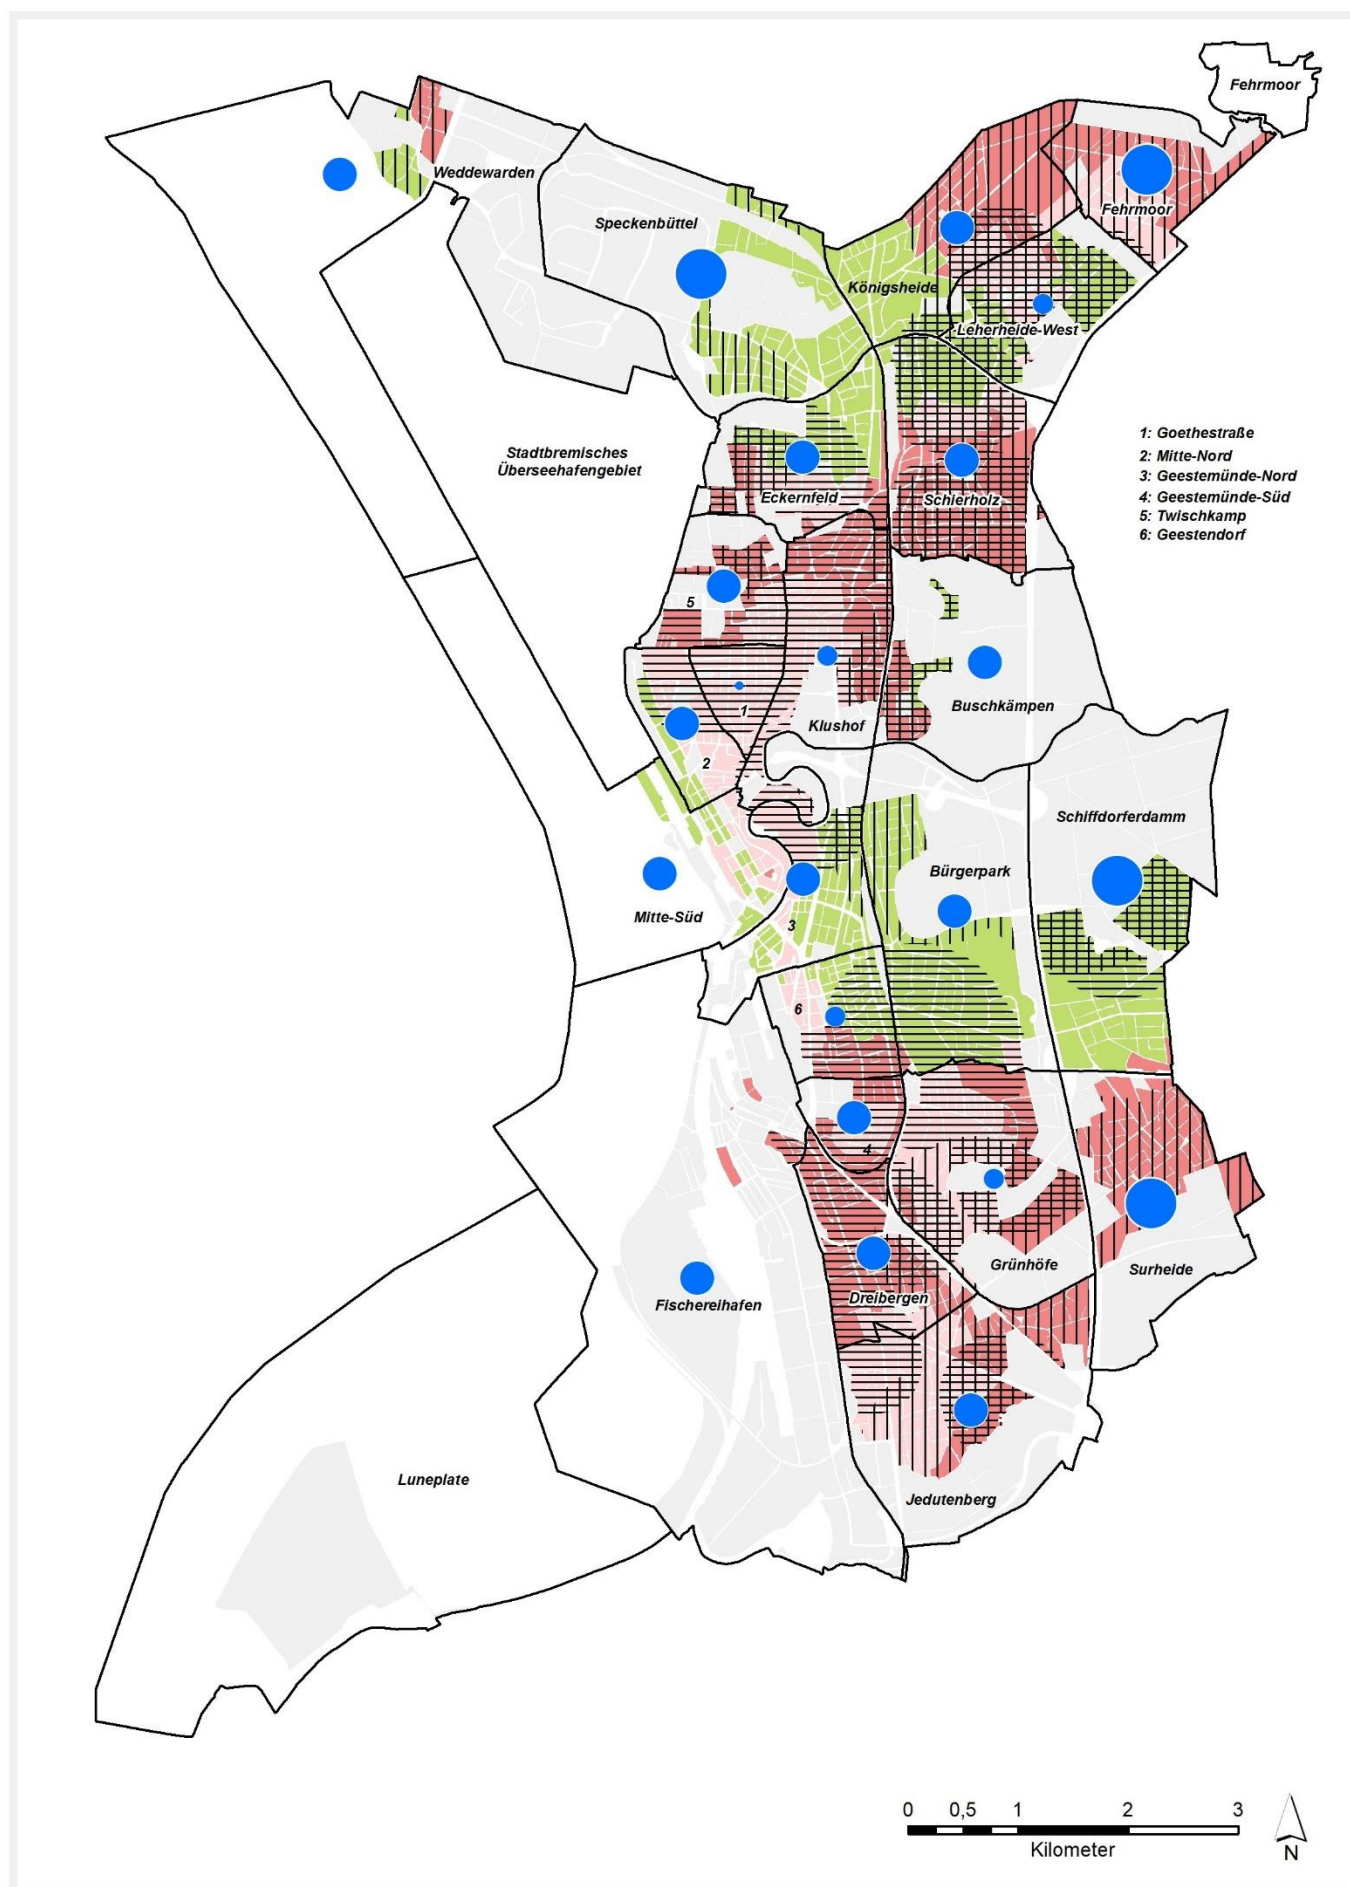 Fehrmoor
Weddewarden
Speckenbüttel
Fehrmoor
Königsheide
Leherheide-West
Stadtbremisches
Überseehafengebiet
1: Goethestraße
2: Mitte-Nord
3: Geestemünde-Nord
4: Geestemünde-Süd
5: Twischkamp
6: Geestendorf
Eckernfeld
Schierholz
5
1
Klushof
Buschkämpen
2
Schiffdorferdamm
Bürgerpark
Mitte-Süd
3
6
4
Grünhöfe
Surheide
Fischereihafen
Dreibergen
Luneplate
Jedutenberg
0 0,5 1 2 3
Kilometer
N